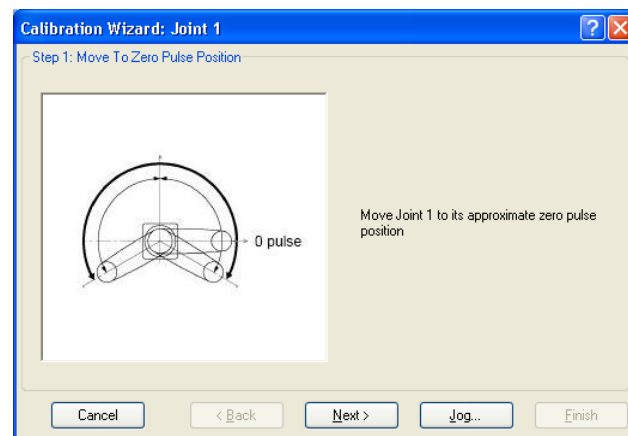 Calibration Wizard: Joint 1
Step 1: Move To Zero Pulse Position
0 pulse
Move Joint 1 to its approximate zero pulse
position
Cancel
< Back
Next >
Jog...
Finish